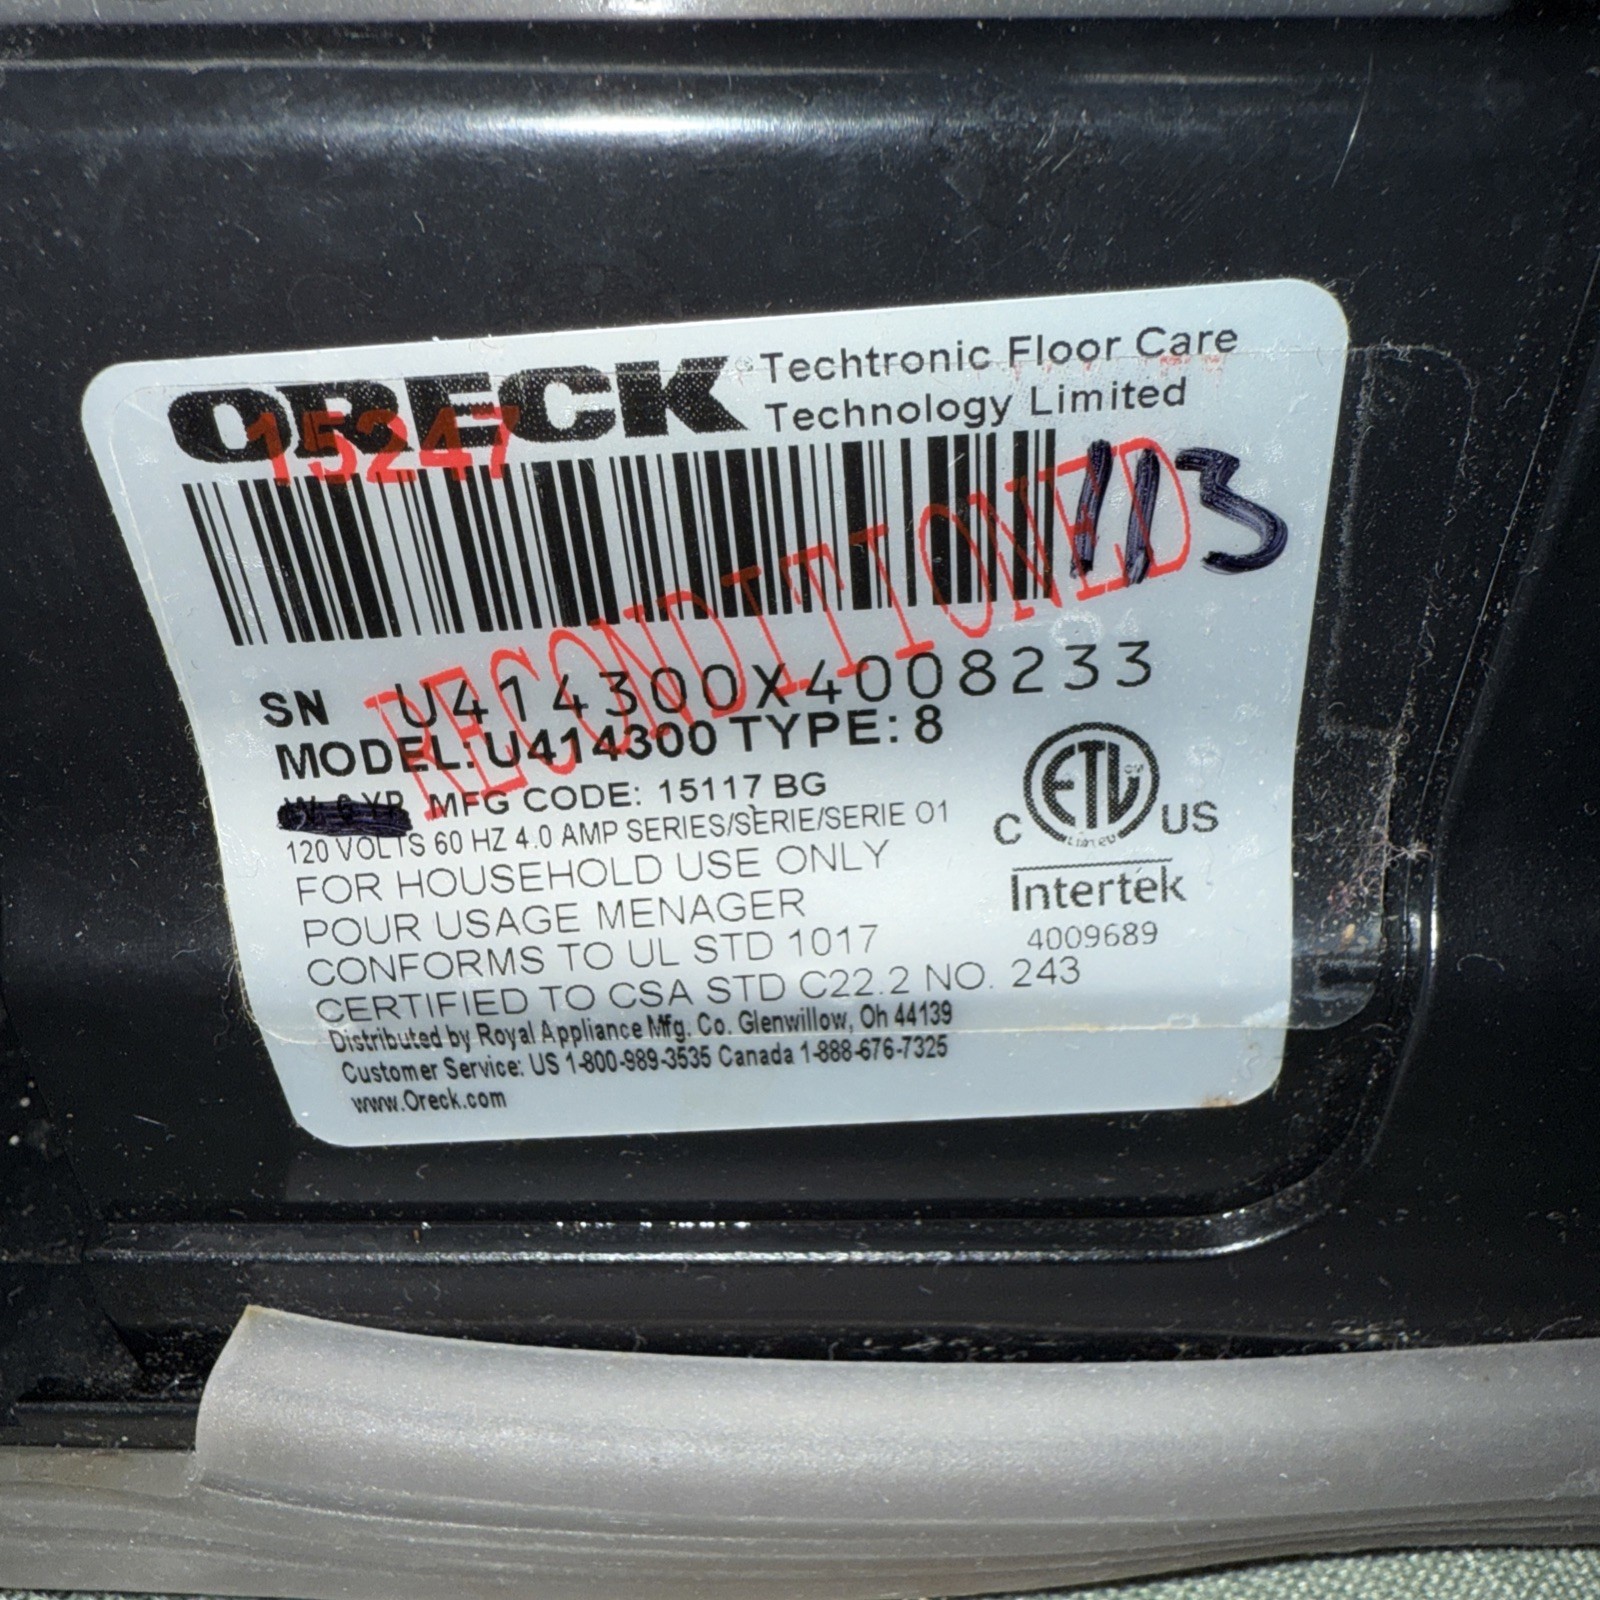 ORECK
Techtronic Floor Care
Technology Limited
15247
113
RECONDITIONED
SN U414300X4008233
MODEL: U414300 TYPE: 8
MFG CODE: 15117 BG
120 VOLTS 60 HZ 4.0 AMP SERIES/SERIE/SERIE 01
FOR HOUSEHOLD USE ONLY
POUR USAGE MENAGER
CONFORMS TO UL STD 1017
CERTIFIED TO CSA STD C22.2 NO. 243
C ETL US
LISTED
Intertek
4009689
Distributed by Royal Appliance Mfg. Co. Glenwillow, Oh 44139
Customer Service: US 1-800-989-3535 Canada 1-888-676-7325
www.Oreck.com